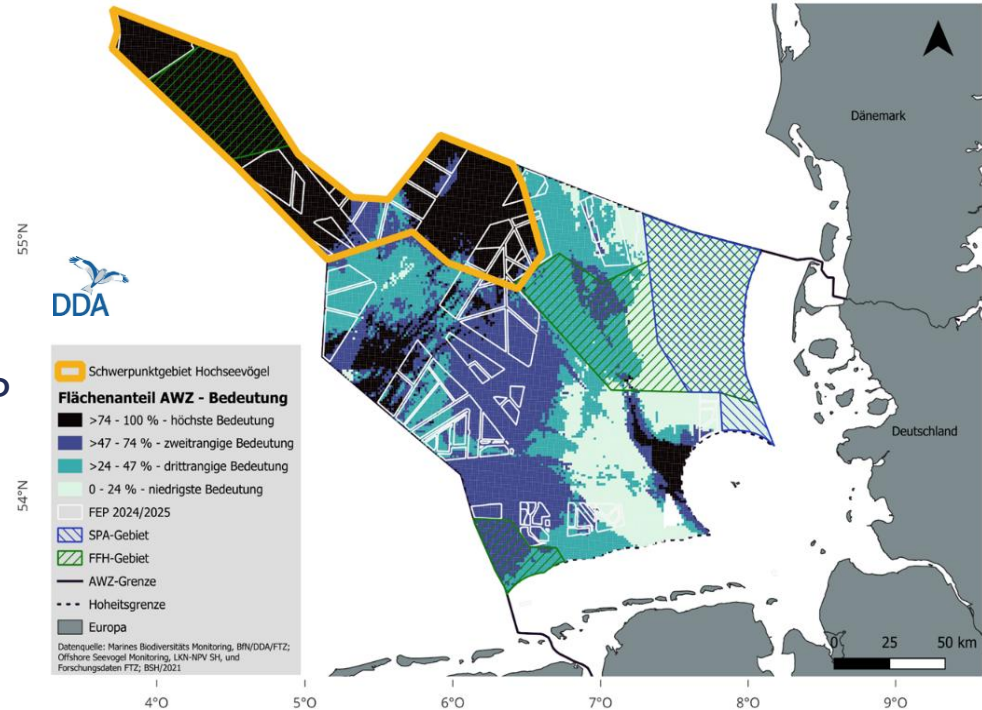 Dänemark
Deutschland
55°N
54°N
DDA
Schwerpunktgebiet Hochseevögel
Flächenanteil AWZ - Bedeutung
>74 - 100 % - höchste Bedeutung
>47 - 74 % - zweitrangige Bedeutung
>24 - 47 % - drittrangige Bedeutung
0 - 24 % - niedrigste Bedeutung
FEP 2024/2025
SPA-Gebiet
FFH-Gebiet
AWZ-Grenze
Hoheitsgrenze
Europa
Datenquelle: Marines Biodiversitäts Monitoring, BfN/DDA/FTZ;
Offshore Seevogel Monitoring, LKN-NPV SH, und
Forschungsdaten FTZ; BSH/2021
0 25 50 km
4°O 5°O 6°O 7°O 8°O 9°O